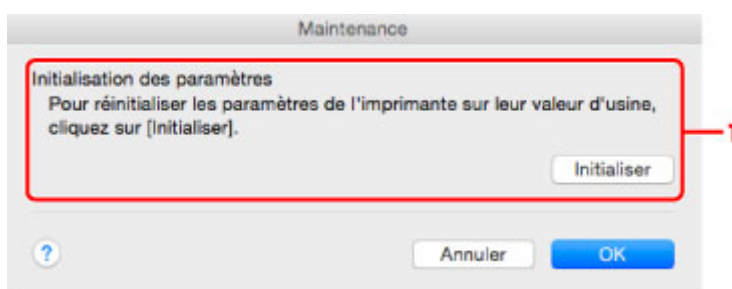 Maintenance
Initialisation des paramètres
Pour réinitialiser les paramètres de l'imprimante sur leur valeur d'usine,
cliquez sur [Initialiser].
1
Initialiser
?
Annuler
OK